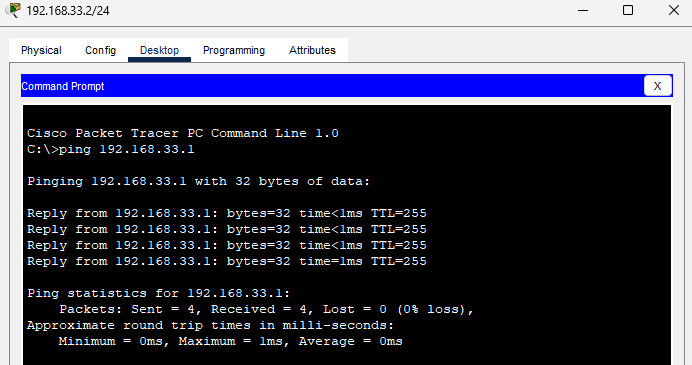 192.168.33.2/24
Physical Config Desktop Programming Attributes
Command Prompt X
Cisco Packet Tracer PC Command Line 1.0
C:\>ping 192.168.33.1
Pinging 192.168.33.1 with 32 bytes of data:
Reply from 192.168.33.1: bytes=32 time<1ms TTL=255
Reply from 192.168.33.1: bytes=32 time<1ms TTL=255
Reply from 192.168.33.1: bytes=32 time<1ms TTL=255
Reply from 192.168.33.1: bytes=32 time=1ms TTL=255
Ping statistics for 192.168.33.1:
Packets: Sent = 4, Received = 4, Lost = 0 (0% loss),
Approximate round trip times in milli-seconds:
Minimum = 0ms, Maximum = 1ms, Average = 0ms